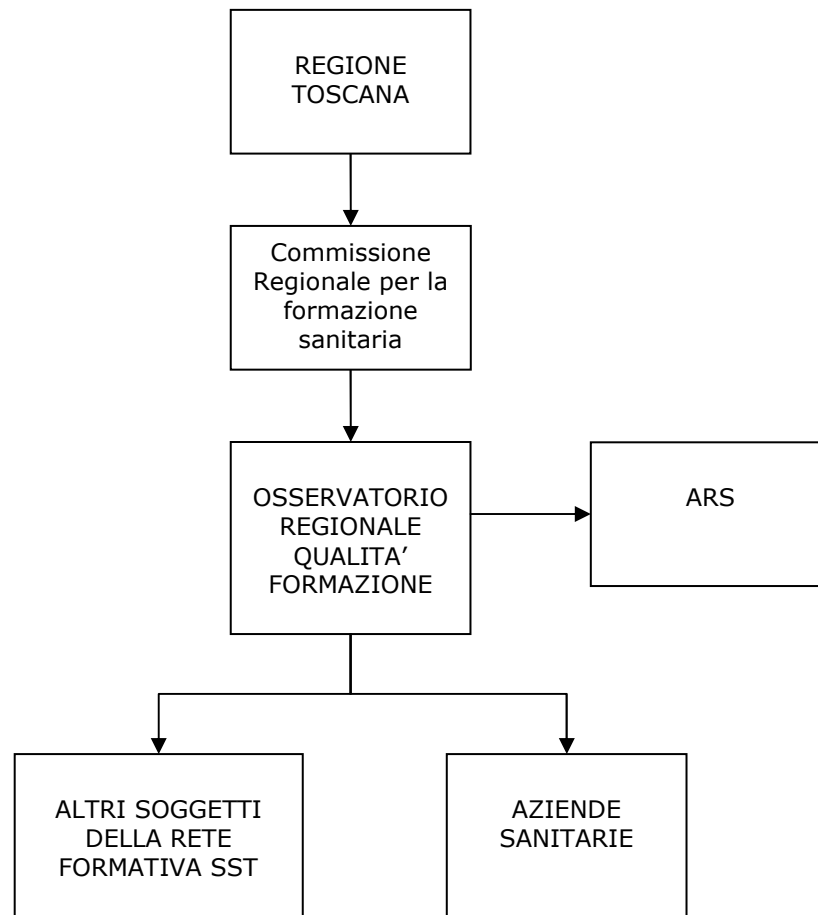 REGIONE
TOSCANA
Commissione
Regionale per la
formazione
sanitaria
OSSERVATORIO
REGIONALE
QUALITA’
FORMAZIONE
ARS
ALTRI SOGGETTI
DELLA RETE
FORMATIVA SST
AZIENDE
SANITARIE